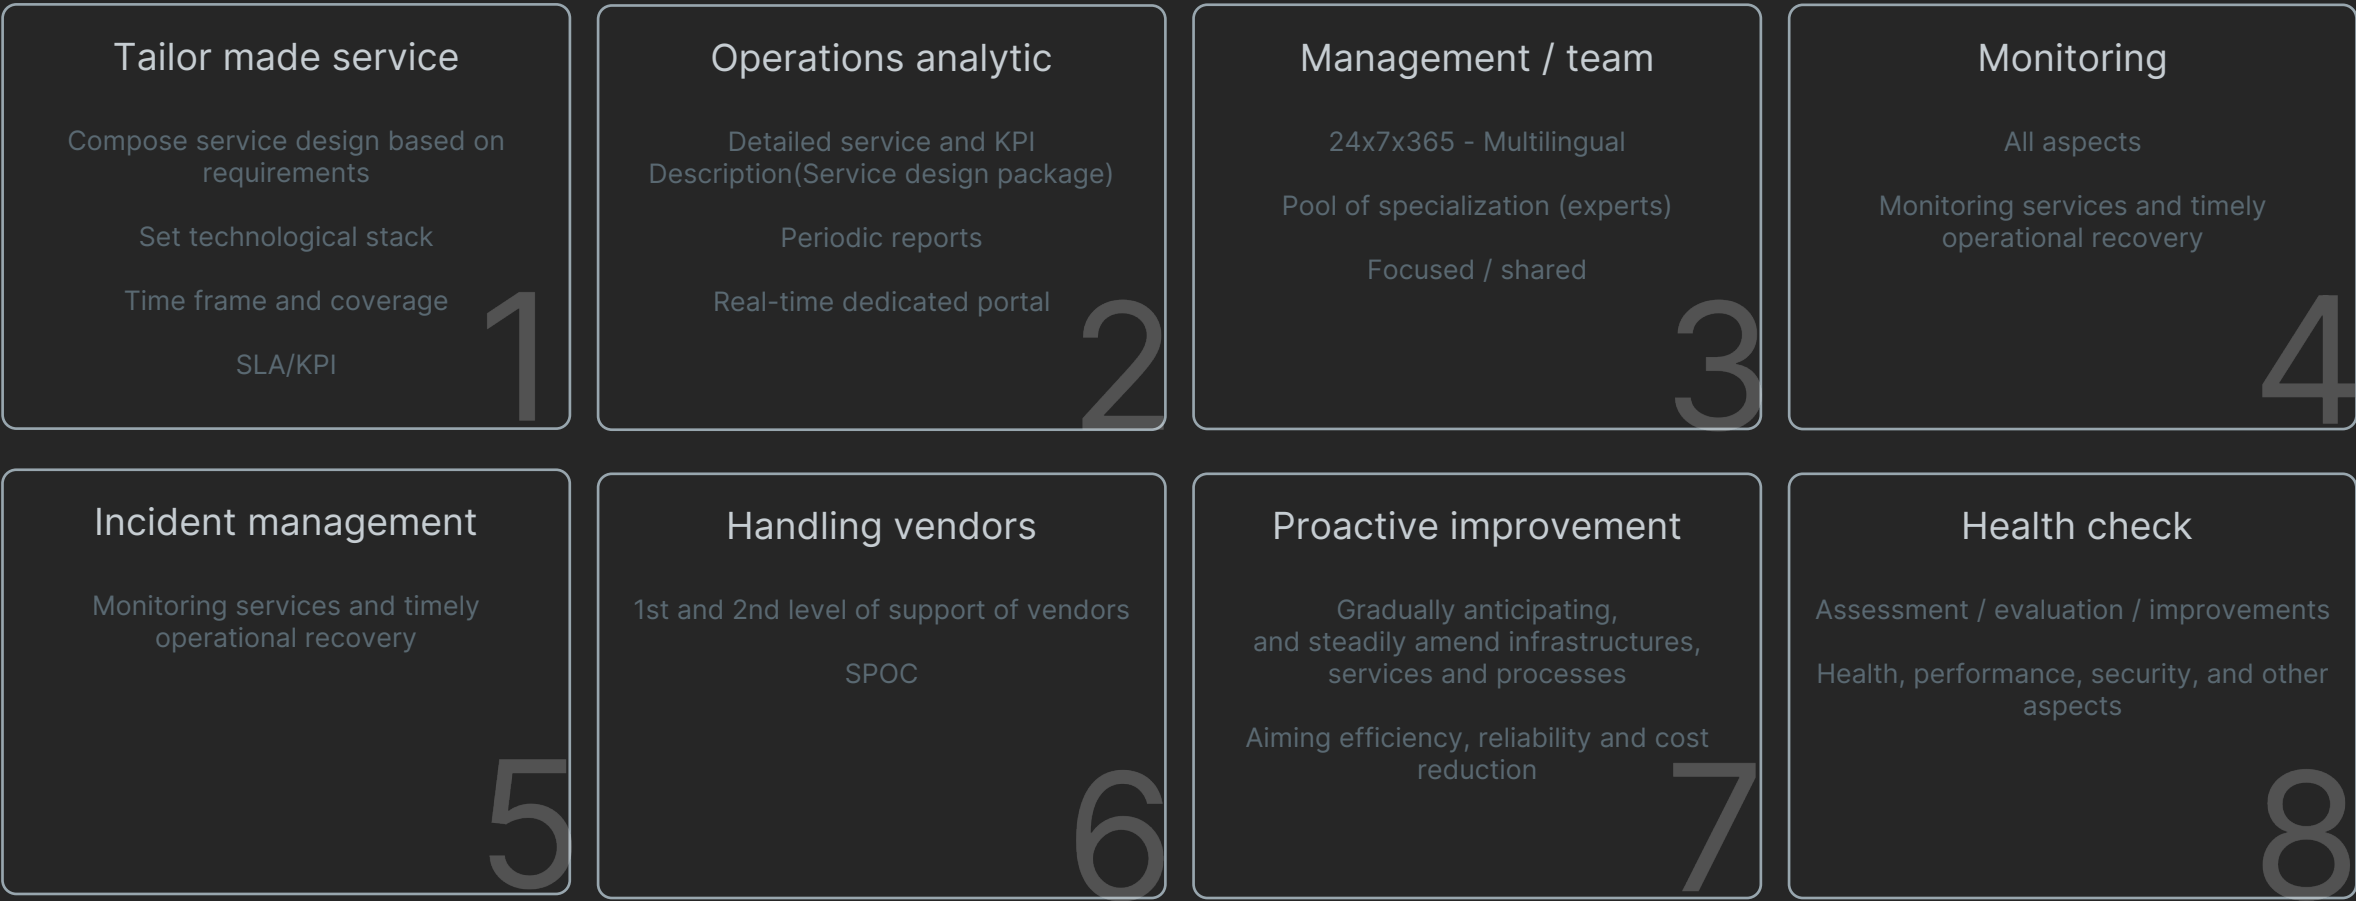 Tailor made service
Compose service design based on
requirements
Set technological stack
Time frame and coverage
SLA/KPI
1
Operations analytic
Detailed service and KPI
Description(Service design package)
Periodic reports
Real-time dedicated portal
2
Management / team
24x7x365 - Multilingual
Pool of specialization (experts)
Focused / shared
3
Monitoring
All aspects
Monitoring services and timely
operational recovery
4
Incident management
Monitoring services and timely
operational recovery
5
Handling vendors
1st and 2nd level of support of vendors
SPOC
6
Proactive improvement
Gradually anticipating,
and steadily amend infrastructures,
services and processes
Aiming efficiency, reliability and cost
reduction
7
Health check
Assessment / evaluation / improvements
Health, performance, security, and other
aspects
8